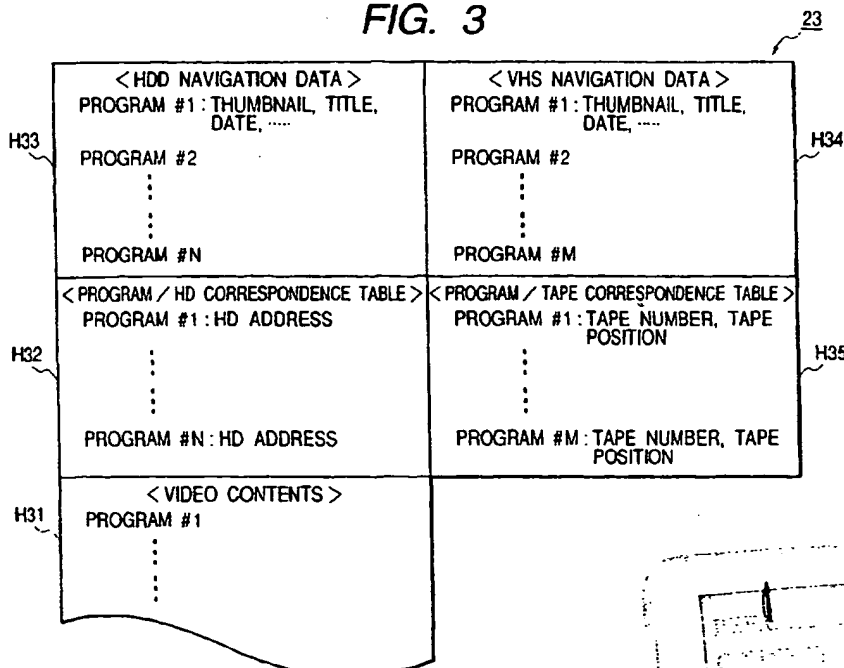 FIG. 3
23
<HDD NAVIGATION DATA>
PROGRAM #1 : THUMBNAIL, TITLE,
DATE, .....
PROGRAM #2
PROGRAM #N
H33
<VHS NAVIGATION DATA>
PROGRAM #1 : THUMBNAIL, TITLE,
DATE, .....
PROGRAM #2
PROGRAM #M
H34
<PROGRAM / HD CORRESPONDENCE TABLE>
PROGRAM #1 : HD ADDRESS
PROGRAM #N : HD ADDRESS
H32
<PROGRAM / TAPE CORRESPONDENCE TABLE>
PROGRAM #1 : TAPE NUMBER, TAPE
POSITION
PROGRAM #M : TAPE NUMBER, TAPE
POSITION
H35
<VIDEO CONTENTS>
PROGRAM #1
H31